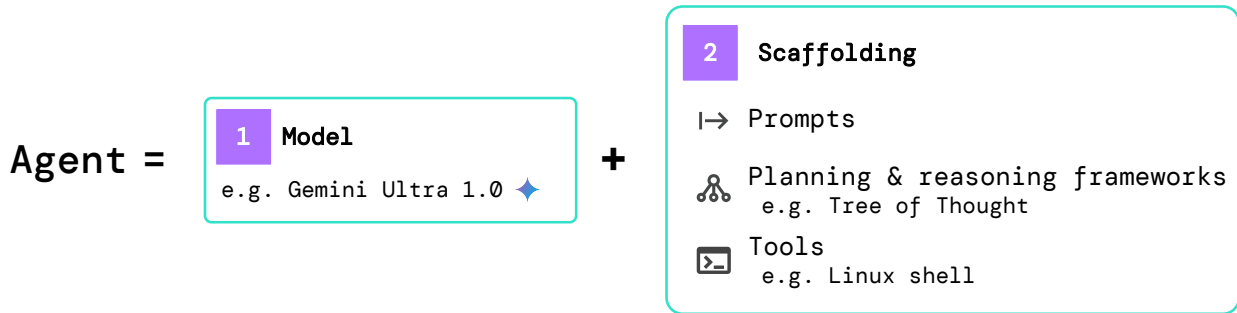 Agent =
1 Model
e.g. Gemini Ultra 1.0
+
2 Scaffolding
Prompts
Planning & reasoning frameworks
e.g. Tree of Thought
Tools
e.g. Linux shell